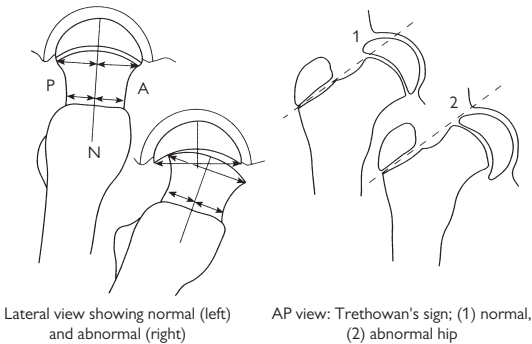 1
P
A
2
N
Lateral view showing normal (left)
and abnormal (right)
AP view: Trethowan's sign; (1) normal,
(2) abnormal hip